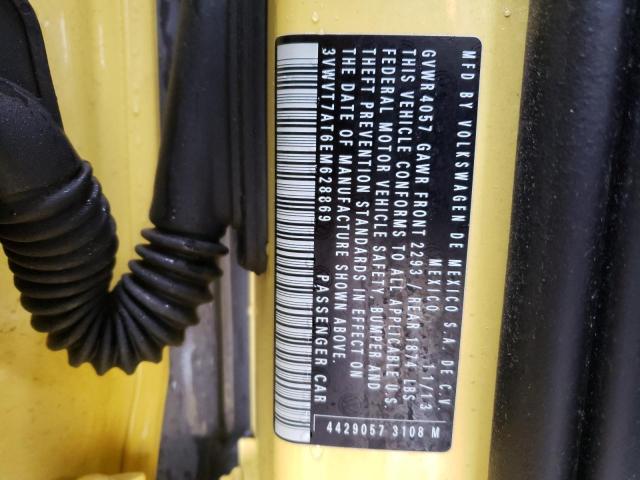 MFD BY VOLKSWAGEN DE MEXICO S.A. DE C.V.
MEXICO 11/13
GVWR 4057. GAWR FRONT 2293 / REAR 1874 LBS
THIS VEHICLE CONFORMS TO ALL APPLICABLE U.S.
FEDERAL MOTOR VEHICLE SAFETY, BUMPER AND
THEFT PREVENTION STANDARDS IN EFFECT ON
THE DATE OF MANUFACTURE SHOWN ABOVE
3VWVT7AT6EM628869 PASSENGER CAR
4429057 3108 M